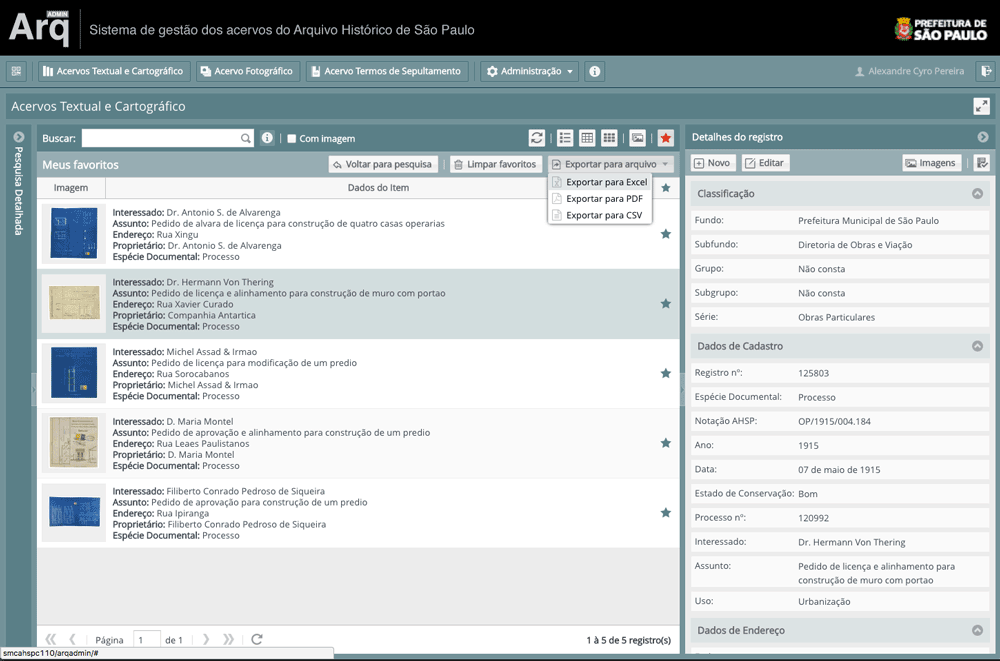 Arq ADMIN
Sistema de gestão dos acervos do Arquivo Histórico de São Paulo
PREFEITURA DE
SÃO PAULO
Acervos Textual e Cartográfico
Acervo Fotográfico
Acervo Termos de Sepultamento
Administração
Alexandre Cyro Pereira
Acervos Textual e Cartográfico
Pesquisa Detalhada
Buscar:
Com imagem
Meus favoritos
Voltar para pesquisa
Limpar favoritos
Exportar para arquivo
Exportar para Excel
Exportar para PDF
Exportar para CSV
Imagem
Dados do Item
Interessado: Dr. Antonio S. de Alvarenga
Assunto: Pedido de alvara de licença para construção de quatro casas operarias
Endereço: Rua Xingu
Proprietário: Dr. Antonio S. de Alvarenga
Espécie Documental: Processo
Interessado: Dr. Hermann Von Thering
Assunto: Pedido de licença e alinhamento para construção de muro com portao
Endereço: Rua Xavier Curado
Proprietário: Companhia Antartica
Espécie Documental: Processo
Interessado: Michel Assad & Irmao
Assunto: Pedido de licença para modificação de um predio
Endereço: Rua Sorocabanos
Proprietário: Michel Assad & Irmao
Espécie Documental: Processo
Interessado: D. Maria Montel
Assunto: Pedido de aprovação e alinhamento para construção de um predio
Endereço: Rua Leaes Paulistanos
Proprietário: D. Maria Montel
Espécie Documental: Processo
Interessado: Filiberto Conrado Pedroso de Siqueira
Assunto: Pedido de aprovação para construção de um predio
Endereço: Rua Ipiranga
Proprietário: Filiberto Conrado Pedroso de Siqueira
Espécie Documental: Processo
Página 1 de 1
1 à 5 de 5 registro(s)
smcahspc110/arqadmin/#
Detalhes do registro
Novo
Editar
Imagens
Classificação
Fundo: Prefeitura Municipal de São Paulo
Subfundo: Diretoria de Obras e Viação
Grupo: Não consta
Subgrupo: Não consta
Série: Obras Particulares
Dados de Cadastro
Registro nº: 125803
Espécie Documental: Processo
Notação AHSP: OP/1915/004.184
Ano: 1915
Data: 07 de maio de 1915
Estado de Conservação: Bom
Processo nº: 120992
Interessado: Dr. Hermann Von Thering
Assunto: Pedido de licença e alinhamento para
construção de muro com portao
Uso: Urbanização
Dados de Endereço